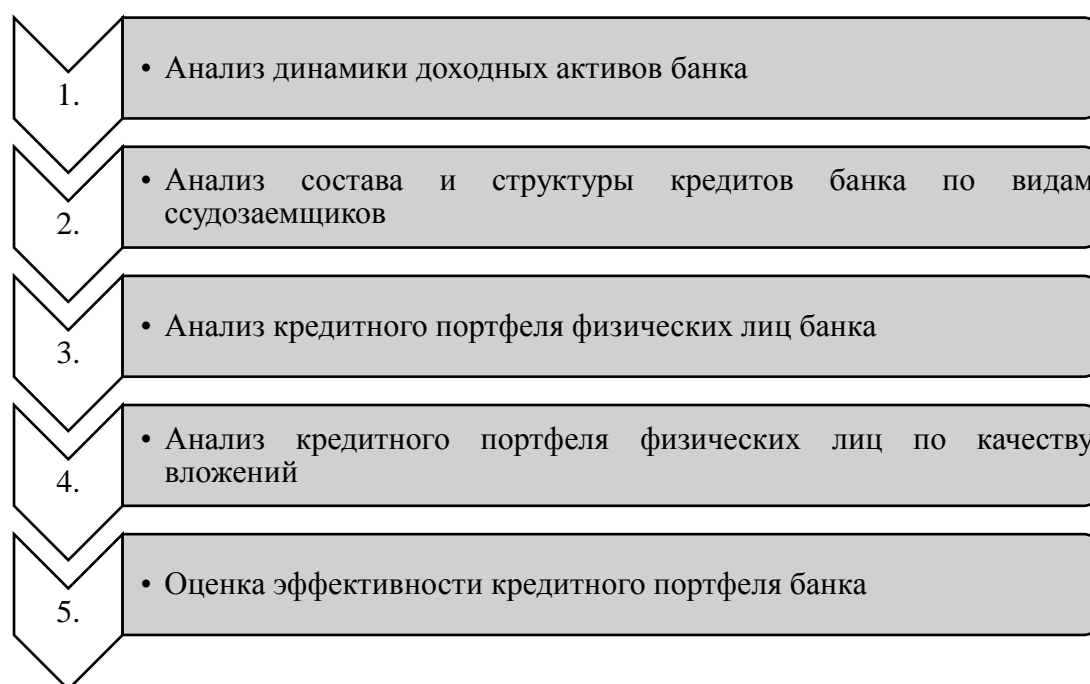 1.
• Анализ динамики доходных активов банка
2.
• Анализ состава и структуры кредитов банка по видам
ссудозаемщиков
3.
• Анализ кредитного портфеля физических лиц банка
4.
• Анализ кредитного портфеля физических лиц по качеству
вложений
5.
• Оценка эффективности кредитного портфеля банка